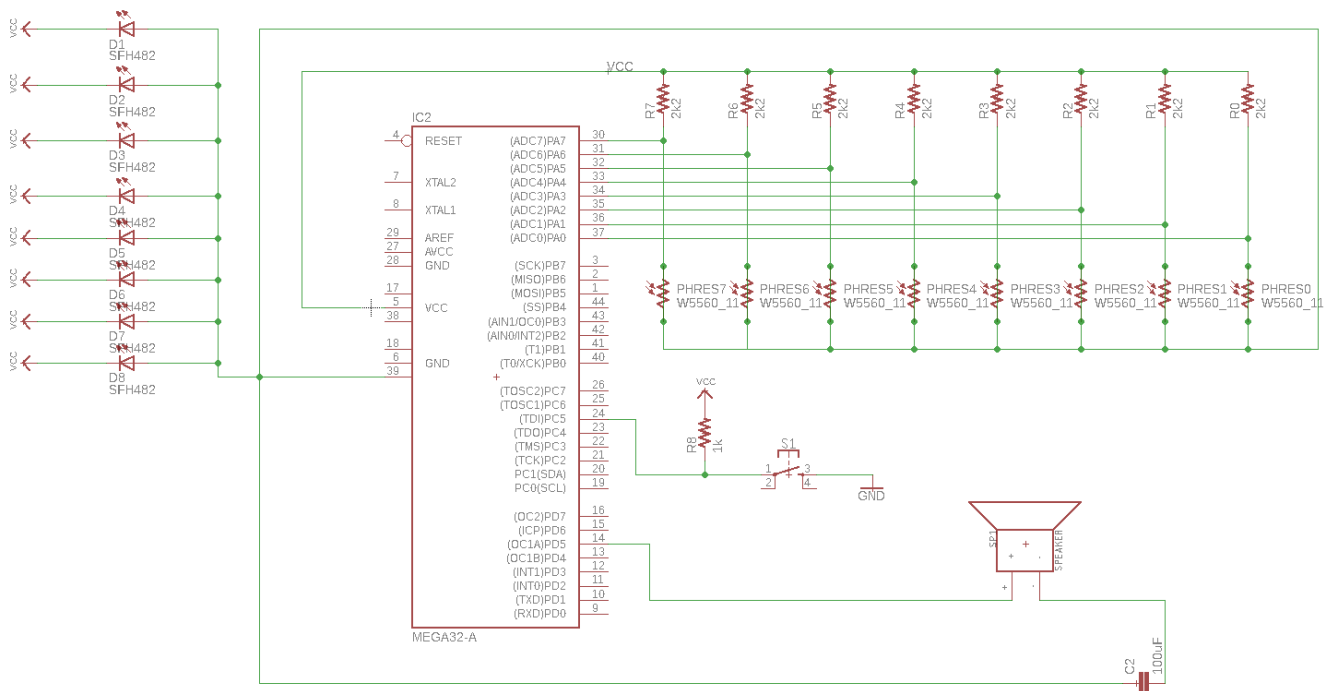 VCC
D1
SFH482
VCC
D2
SFH482
VCC
D3
SFH482
VCC
D4
SFH482
VCC
D5
SFH482
VCC
D6
SFH482
VCC
D7
SFH482
VCC
D8
SFH482
VCC
R7
2k2
R6
2k2
R5
2k2
R4
2k2
R3
2k2
R2
2k2
R1
2k2
R0
2k2
IC2
4 RESET (ADC7)PA7 30
(ADC6)PA6 31
(ADC5)PA5 32
7 XTAL2 (ADC4)PA4 33
(ADC3)PA3 34
8 XTAL1 (ADC2)PA2 35
(ADC1)PA1 36
29 AREF (ADC0)PA0 37
27 AVCC
28 GND (SCK)PB7 3
(MISO)PB6 2
17 (MOSI)PB5 1
5 VCC (SS)PB4 44
38 (AIN1/OC0)PB3 43
(AIN0/INT2)PB2 42
18 (T1)PB1 41
6 GND (T0/XCK)PB0 40
39
(TOSC2)PC7 26
(TOSC1)PC6 25
(TDI)PC5 24
(TDO)PC4 23
(TMS)PC3 22
(TCK)PC2 21
PC1(SDA) 20
PC0(SCL) 19
(OC2)PD7 16
(ICP)PD6 15
(OC1A)PD5 14
(OC1B)PD4 13
(INT1)PD3 12
(INT0)PD2 11
(TXD)PD1 10
(RXD)PD0 9
MEGA32-A
PHRES7
W5560_11
PHRES6
W5560_11
PHRES5
W5560_11
PHRES4
W5560_11
PHRES3
W5560_11
PHRES2
W5560_11
PHRES1
W5560_11
PHRES0
W5560_11
VCC
R8
1k
S1
1 3
2 4
GND
SP1
SPEAKER
+ -
+ -
C2
100uF